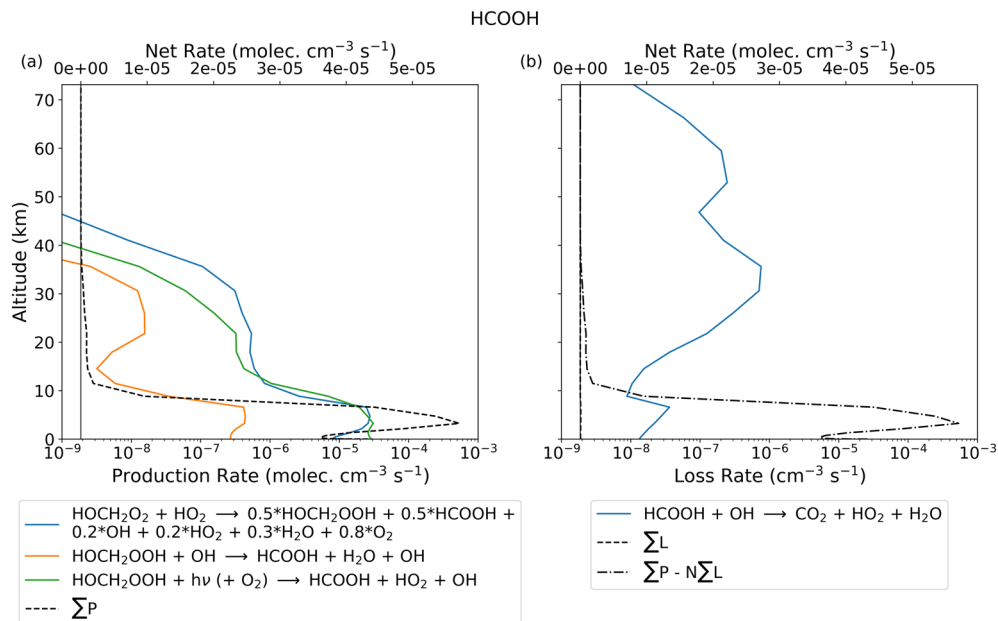 HCOOH
Net Rate (molec. cm⁻³ s⁻¹)
(a) 0e+00 1e-05 2e-05 3e-05 4e-05 5e-05
70
60
50
40
30
20
10
0
Altitude (km)
10⁻⁹ 10⁻⁸ 10⁻⁷ 10⁻⁶ 10⁻⁵ 10⁻⁴ 10⁻³
Production Rate (molec. cm⁻³ s⁻¹)
HOCH₂O₂ + HO₂ ⟶ 0.5*HOCH₂OOH + 0.5*HCOOH +
0.2*OH + 0.2*HO₂ + 0.3*H₂O + 0.8*O₂
HOCH₂OOH + OH ⟶ HCOOH + H₂O + OH
HOCH₂OOH + hν (+ O₂) ⟶ HCOOH + HO₂ + OH
∑P
Net Rate (molec. cm⁻³ s⁻¹)
(b) 0e+00 1e-05 2e-05 3e-05 4e-05 5e-05
10⁻⁹ 10⁻⁸ 10⁻⁷ 10⁻⁶ 10⁻⁵ 10⁻⁴ 10⁻³
Loss Rate (cm⁻³ s⁻¹)
HCOOH + OH ⟶ CO₂ + HO₂ + H₂O
∑L
∑P - N∑L